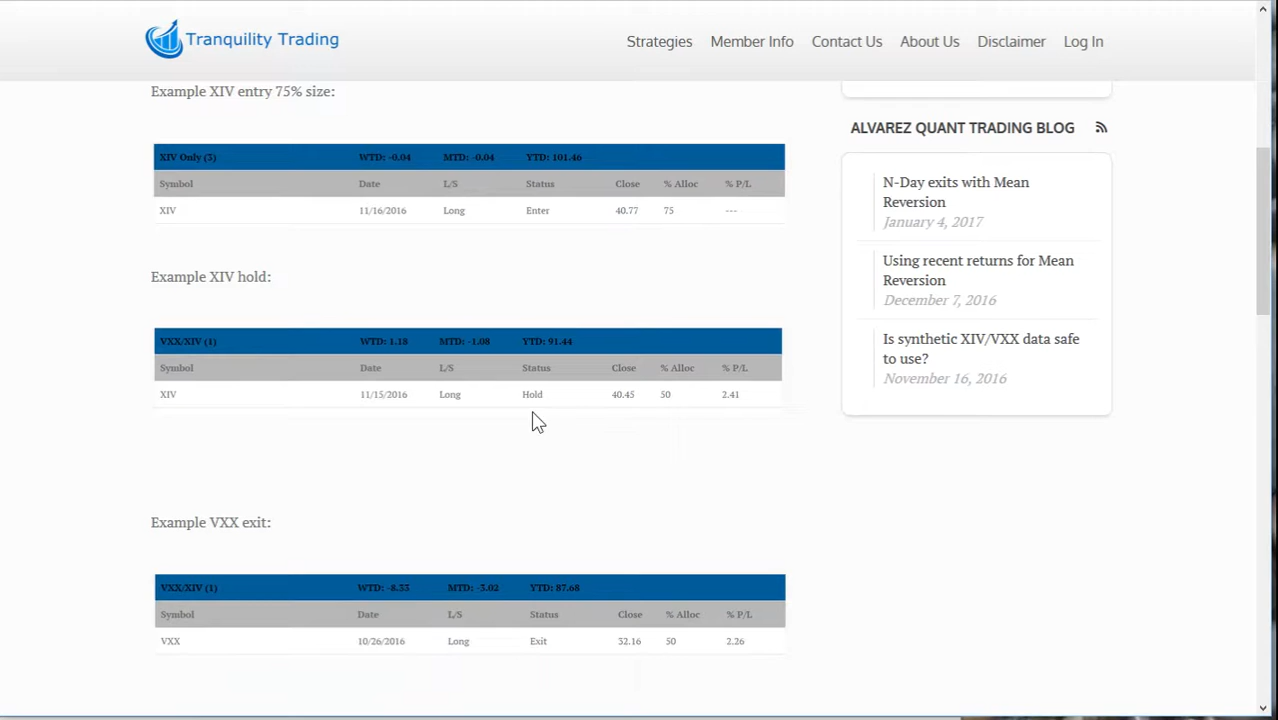 Tranquility Trading
Strategies Member Info Contact Us About Us Disclaimer Log In
Example XIV entry 75% size:
XIV Only (3) WTD: -0.04 MTD: -0.04 YTD: 101.46
Symbol Date L/S Status Close % Alloc % P/L
XIV 11/16/2016 Long Enter 40.77 75 ---
Example XIV hold:
VXX/XIV (1) WTD: 1.18 MTD: -1.08 YTD: 91.44
Symbol Date L/S Status Close % Alloc % P/L
XIV 11/15/2016 Long Hold 40.45 50 2.41
Example VXX exit:
VXX/XIV (1) WTD: -8.33 MTD: -3.02 YTD: 87.68
Symbol Date L/S Status Close % Alloc % P/L
VXX 10/26/2016 Long Exit 32.16 50 2.26
ALVAREZ QUANT TRADING BLOG
N-Day exits with Mean
Reversion
January 4, 2017
Using recent returns for Mean
Reversion
December 7, 2016
Is synthetic XIV/VXX data safe
to use?
November 16, 2016